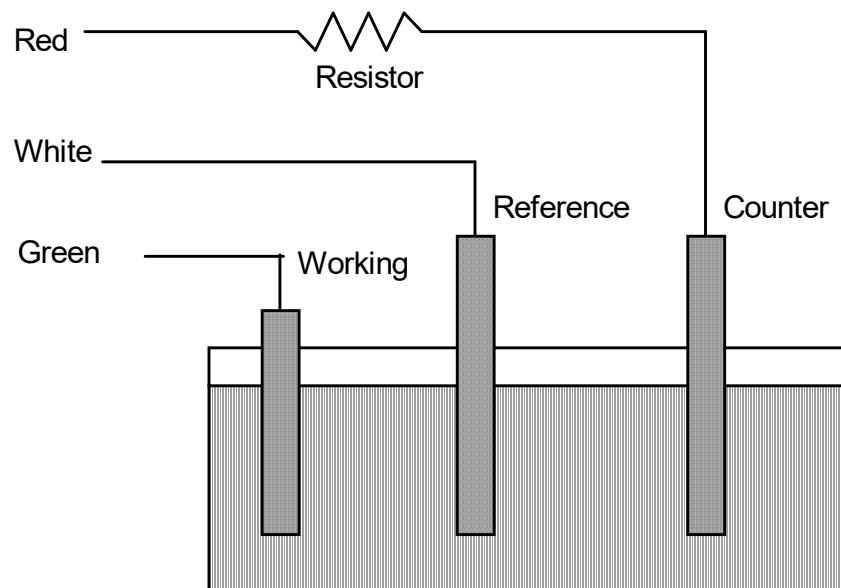 Red
Resistor
White
Reference
Counter
Green
Working